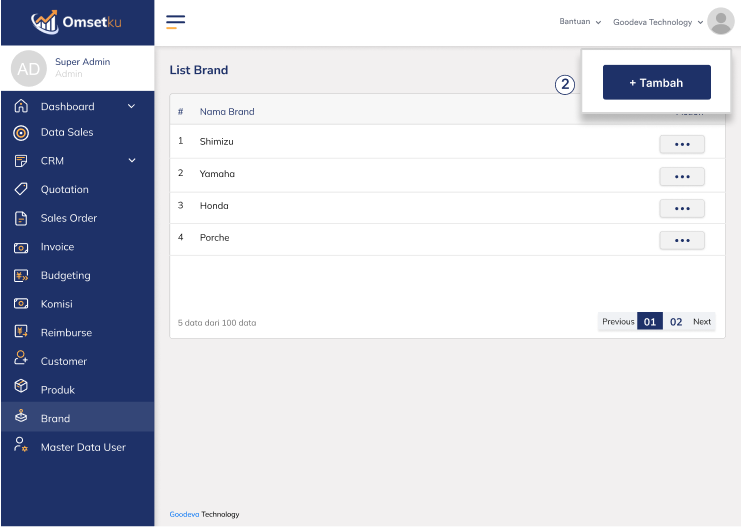 Omsetku
Bantuan
Goodeva Technology
AD
Super Admin
Admin
Dashboard
Data Sales
CRM
Quotation
Sales Order
Invoice
Budgeting
Komisi
Reimburse
Customer
Produk
Brand
Master Data User
List Brand
2
+ Tambah
# Nama Brand
1 Shimizu
2 Yamaha
3 Honda
4 Porche
5 data dari 100 data
Previous 01 02 Next
Goodeva Technology